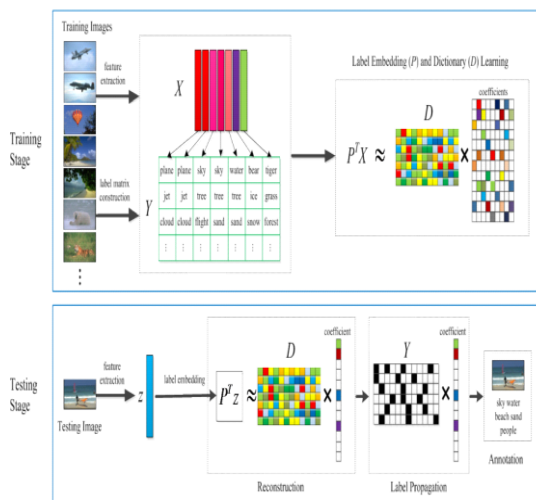 Training Images
Training
Stage
feature
extraction
label matrix
construction
X
Y
plane plane sky sky water bear tiger
jet jet tree tree tree ice grass
cloud cloud flight sand sand snow forest
⋮ ⋮ ⋮ ⋮ ⋮ ⋮ ⋮
⋮
Label Embedding (P) and Dictionary (D) Learning
coefficients
D
PᵀX ≈ ×
Testing
Stage
feature
extraction
Testing Image
z
label embedding
Pᵀz ≈
D
×
coefficient
Reconstruction
Y
×
coefficient
Label Propagation
sky water
beach sand
people
Annotation